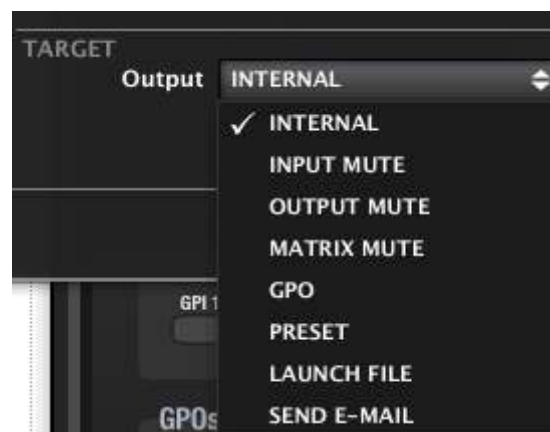 TARGET
Output INTERNAL
✓ INTERNAL
INPUT MUTE
OUTPUT MUTE
MATRIX MUTE
GPO
PRESET
LAUNCH FILE
SEND E-MAIL
GPI 1
GPOs